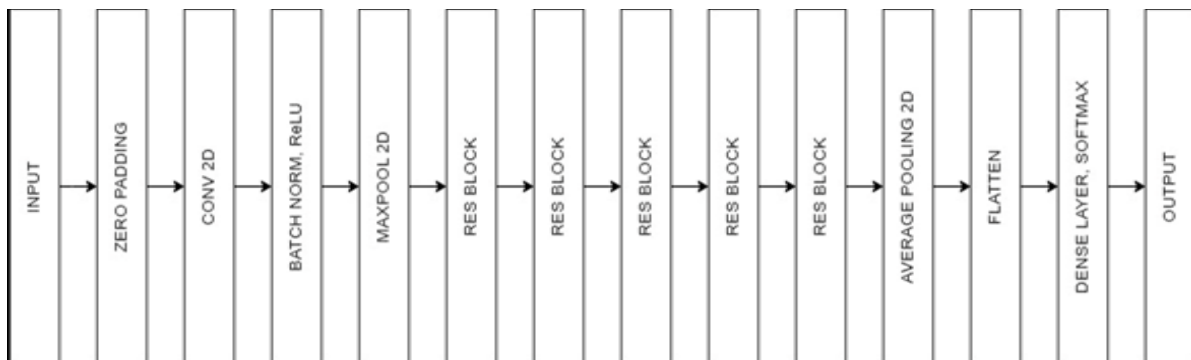 INPUT
ZERO PADDING
CONV 2D
BATCH NORM, ReLU
MAXPOOL 2D
RES BLOCK
RES BLOCK
RES BLOCK
RES BLOCK
RES BLOCK
AVERAGE POOLING 2D
FLATTEN
DENSE LAYER, SOFTMAX
OUTPUT